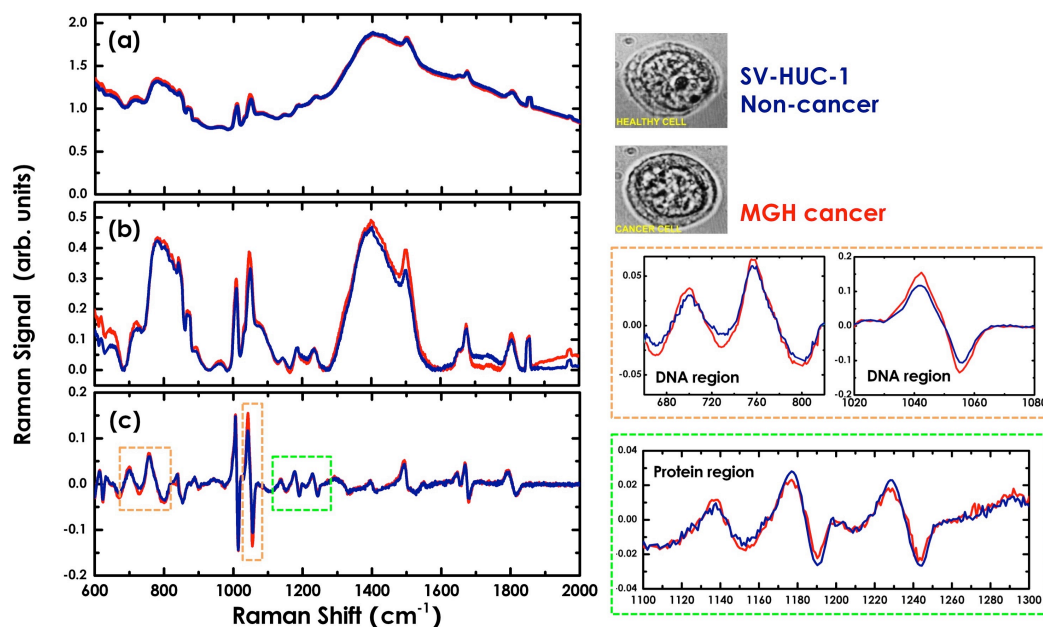 Raman Signal (arb. units)
(a)
2.0
1.5
1.0
0.5
0.0
(b)
0.5
0.4
0.3
0.2
0.1
0.0
(c)
0.2
0.1
0.0
-0.1
-0.2
600 800 1000 1200 1400 1600 1800 2000
Raman Shift (cm⁻¹)
HEALTHY CELL
SV-HUC-1
Non-cancer
CANCER CELL
MGH cancer
0.05
0.00
-0.05
DNA region
680 720 760 800
0.2
0.1
0.0
-0.1
-0.2
DNA region
1020 1040 1060 1080
Protein region
0.04
0.02
0.00
-0.02
-0.04
1100 1120 1140 1160 1180 1200 1220 1240 1260 1280 1300